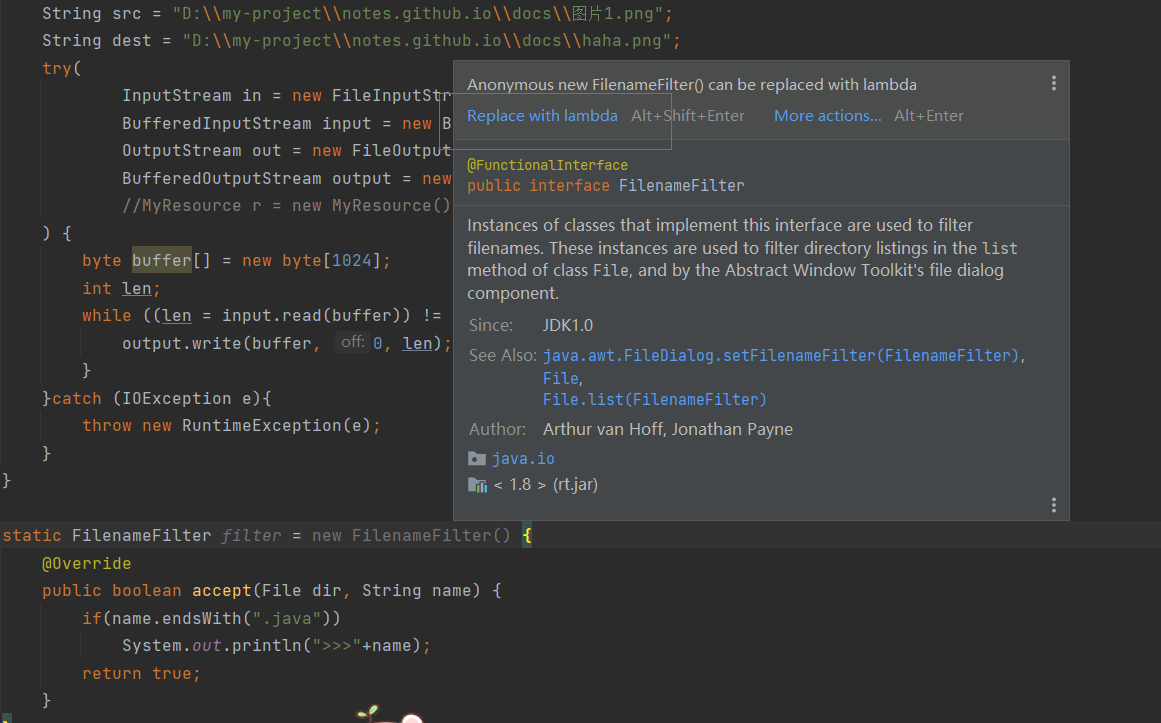 String src = "D:\\my-project\\notes.github.io\\docs\\图片1.png";
String dest = "D:\\my-project\\notes.github.io\\docs\\haha.png";
try(
InputStream in = new FileInputStr
BufferedInputStream input = new B
OutputStream out = new FileOutput
BufferedOutputStream output = new
//MyResource r = new MyResource()
) {
byte buffer[] = new byte[1024];
int len;
while ((len = input.read(buffer)) !=
output.write(buffer, off: 0, len);
}
}catch (IOException e){
throw new RuntimeException(e);
}
}
Anonymous new FilenameFilter() can be replaced with lambda
Replace with lambda Alt+Shift+Enter More actions... Alt+Enter
@FunctionalInterface
public interface FilenameFilter
Instances of classes that implement this interface are used to filter
filenames. These instances are used to filter directory listings in the list
method of class File, and by the Abstract Window Toolkit's file dialog
component.
Since: JDK1.0
See Also: java.awt.FileDialog.setFilenameFilter(FilenameFilter),
File,
File.list(FilenameFilter)
Author: Arthur van Hoff, Jonathan Payne
java.io
< 1.8 > (rt.jar)
static FilenameFilter filter = new FilenameFilter() {
@Override
public boolean accept(File dir, String name) {
if(name.endsWith(".java"))
System.out.println(">>>"+name);
return true;
}